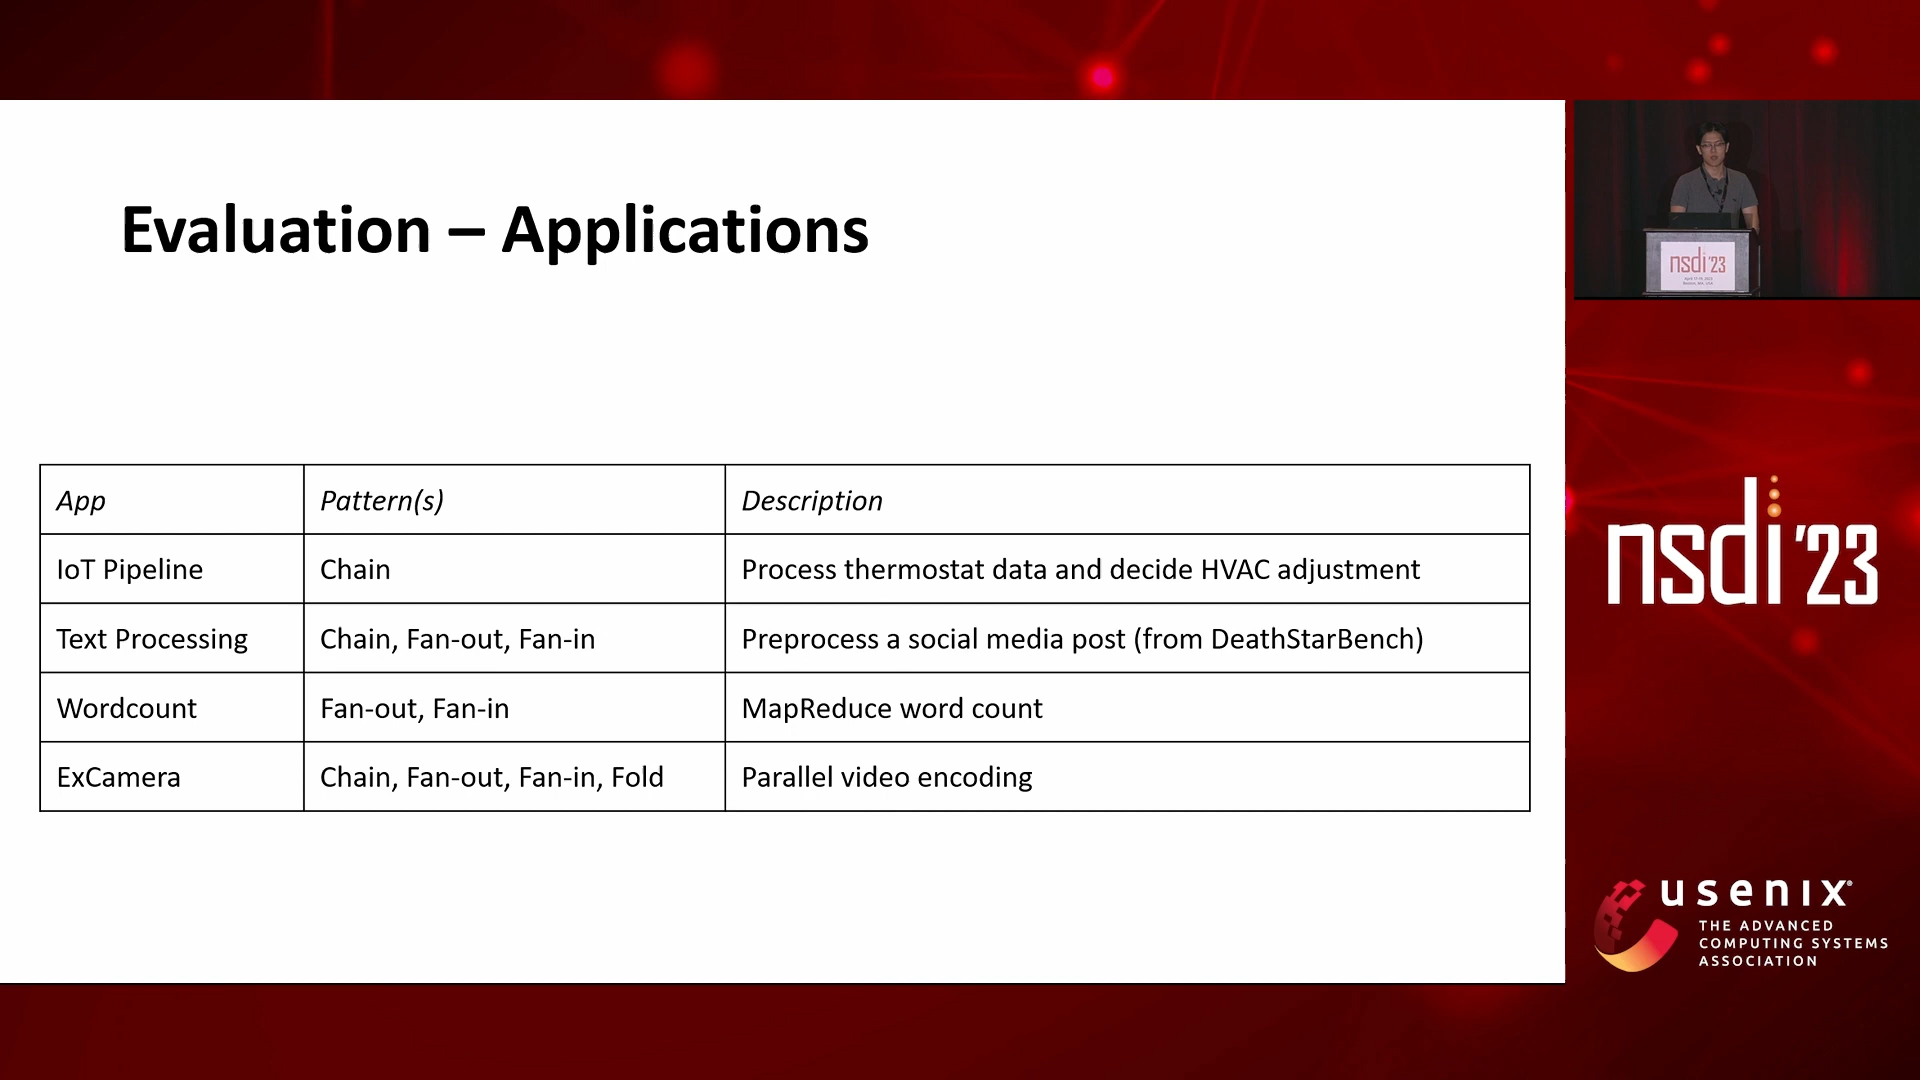 Evaluation – Applications
App Pattern(s) Description
IoT Pipeline Chain Process thermostat data and decide HVAC adjustment
Text Processing Chain, Fan-out, Fan-in Preprocess a social media post (from DeathStarBench)
Wordcount Fan-out, Fan-in MapReduce word count
ExCamera Chain, Fan-out, Fan-in, Fold Parallel video encoding
nsdi '23
nsdi '23
usenix®
THE ADVANCED
COMPUTING SYSTEMS
ASSOCIATION